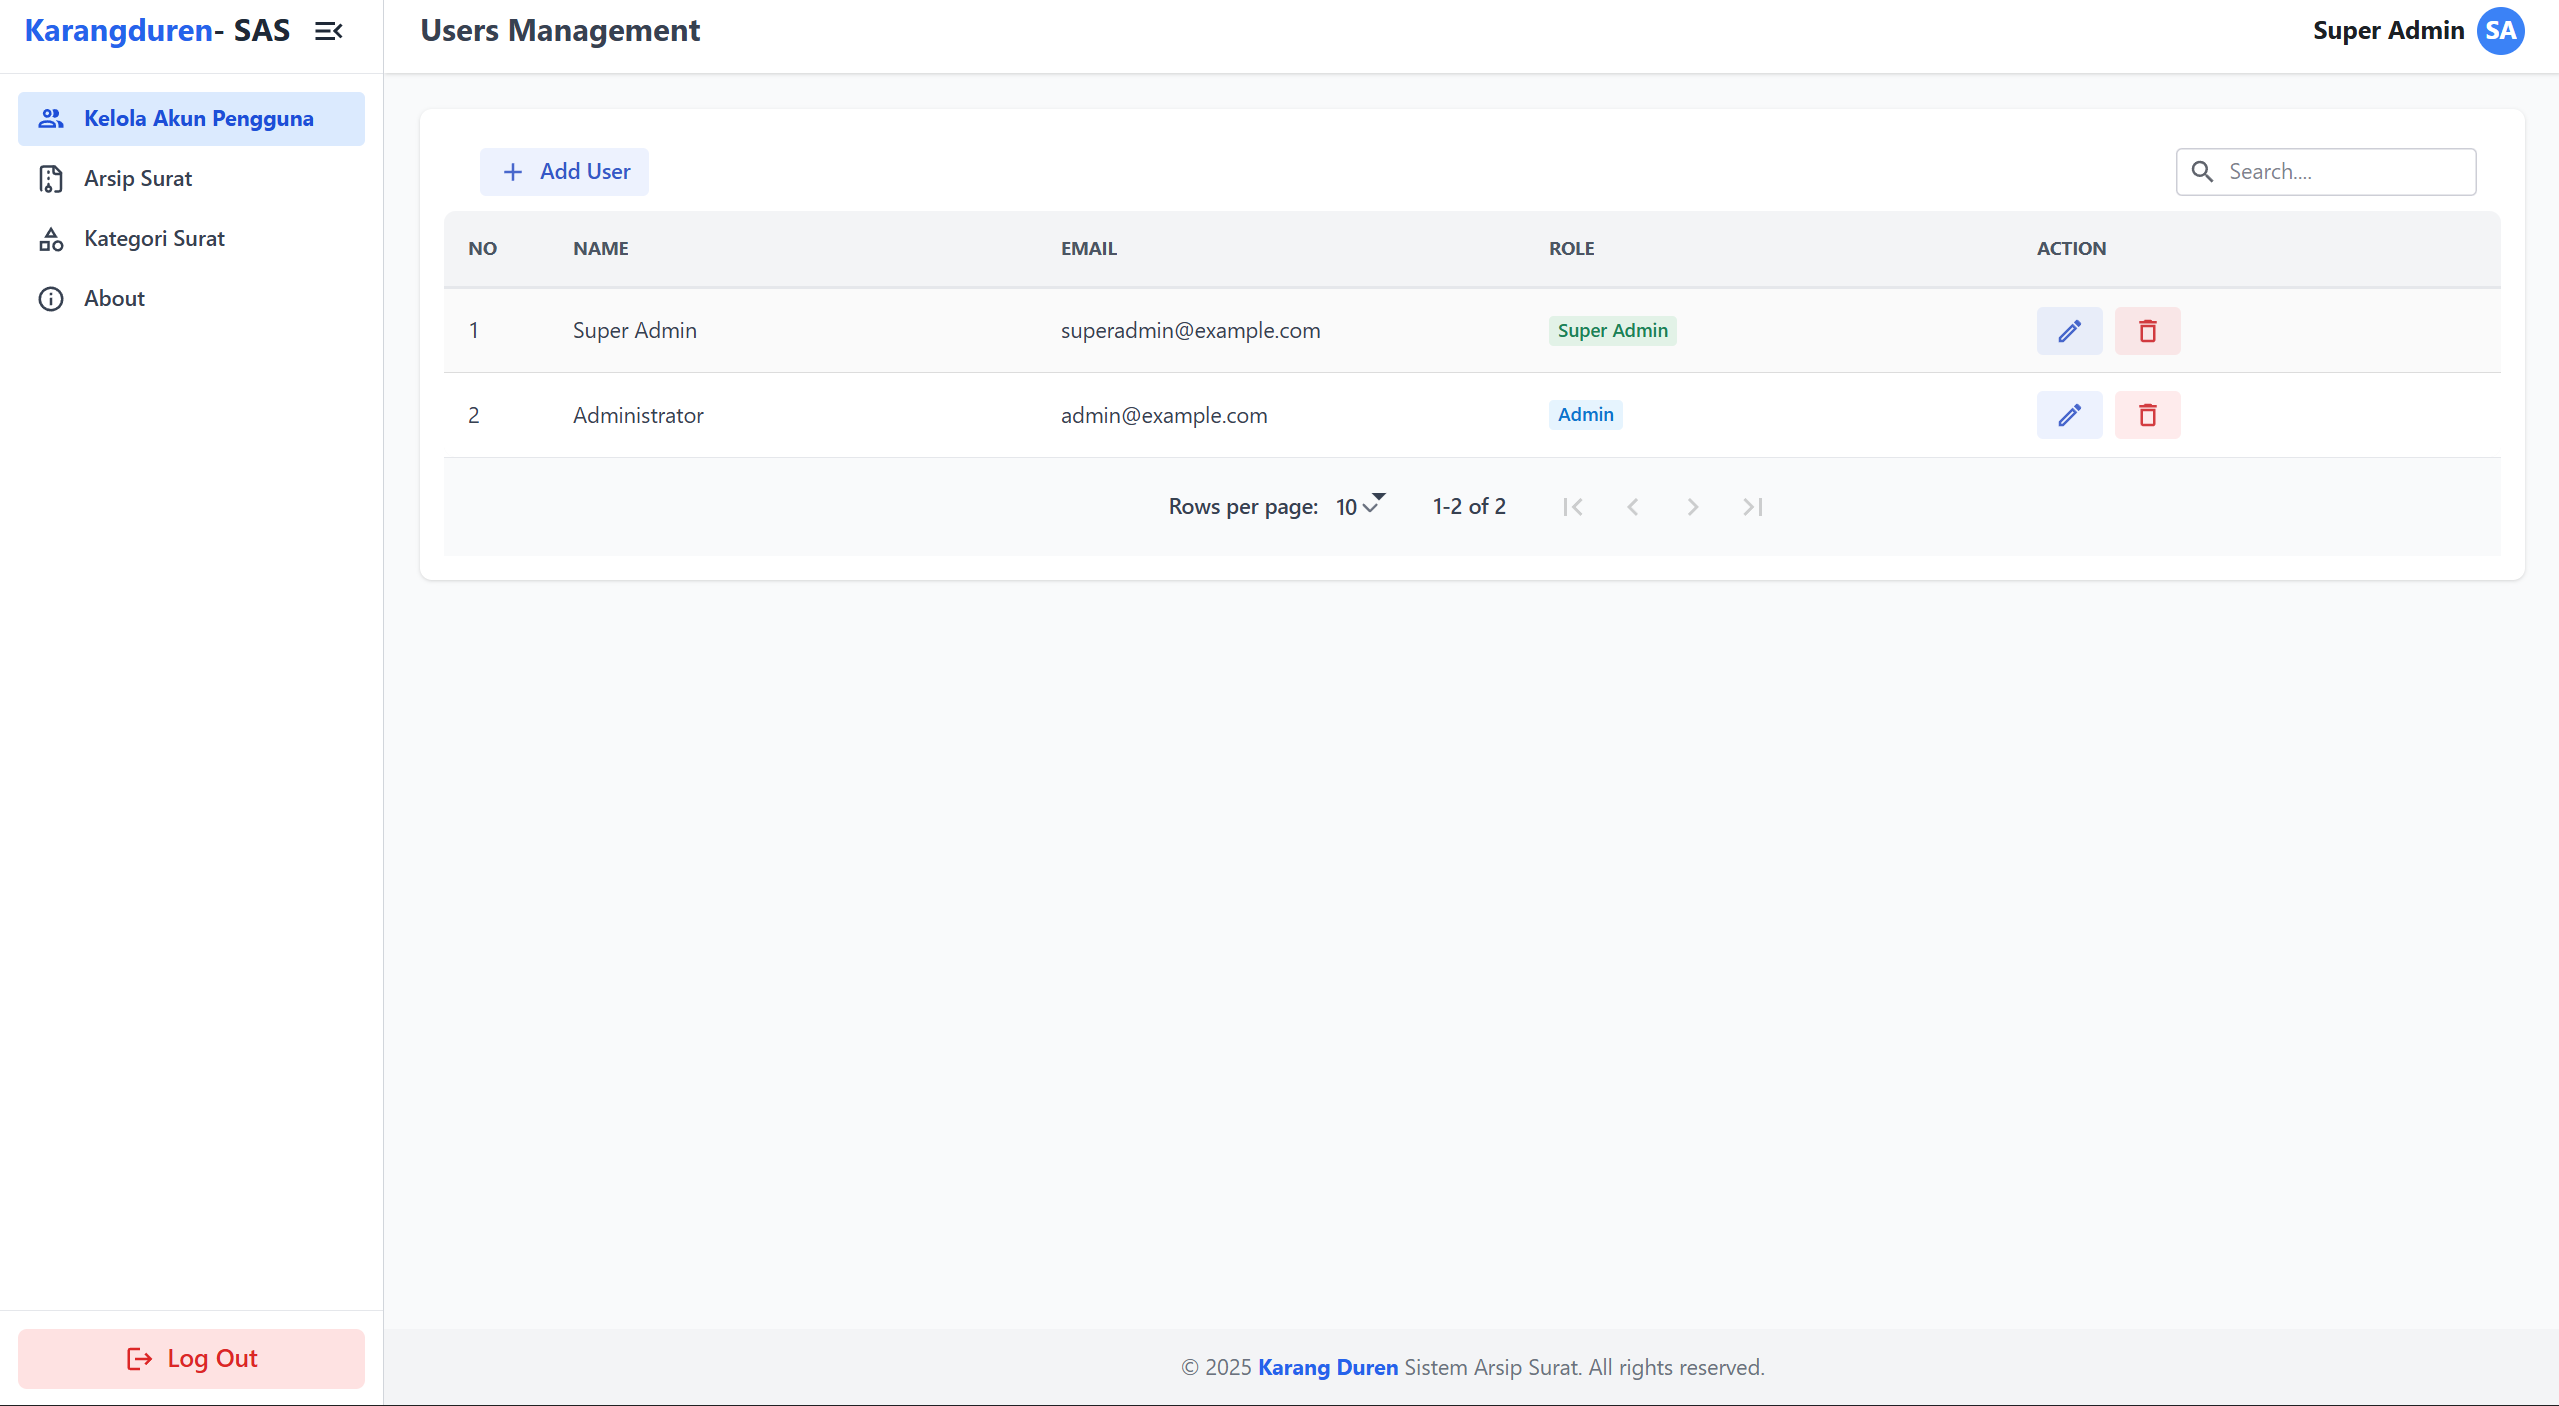 Karangduren- SAS
Users Management
Super Admin SA
Kelola Akun Pengguna
Arsip Surat
Kategori Surat
About
Add User
Search....
NO NAME EMAIL ROLE ACTION
1 Super Admin superadmin@example.com Super Admin
2 Administrator admin@example.com Admin
Rows per page: 10 1-2 of 2
Log Out
© 2025 Karang Duren Sistem Arsip Surat. All rights reserved.